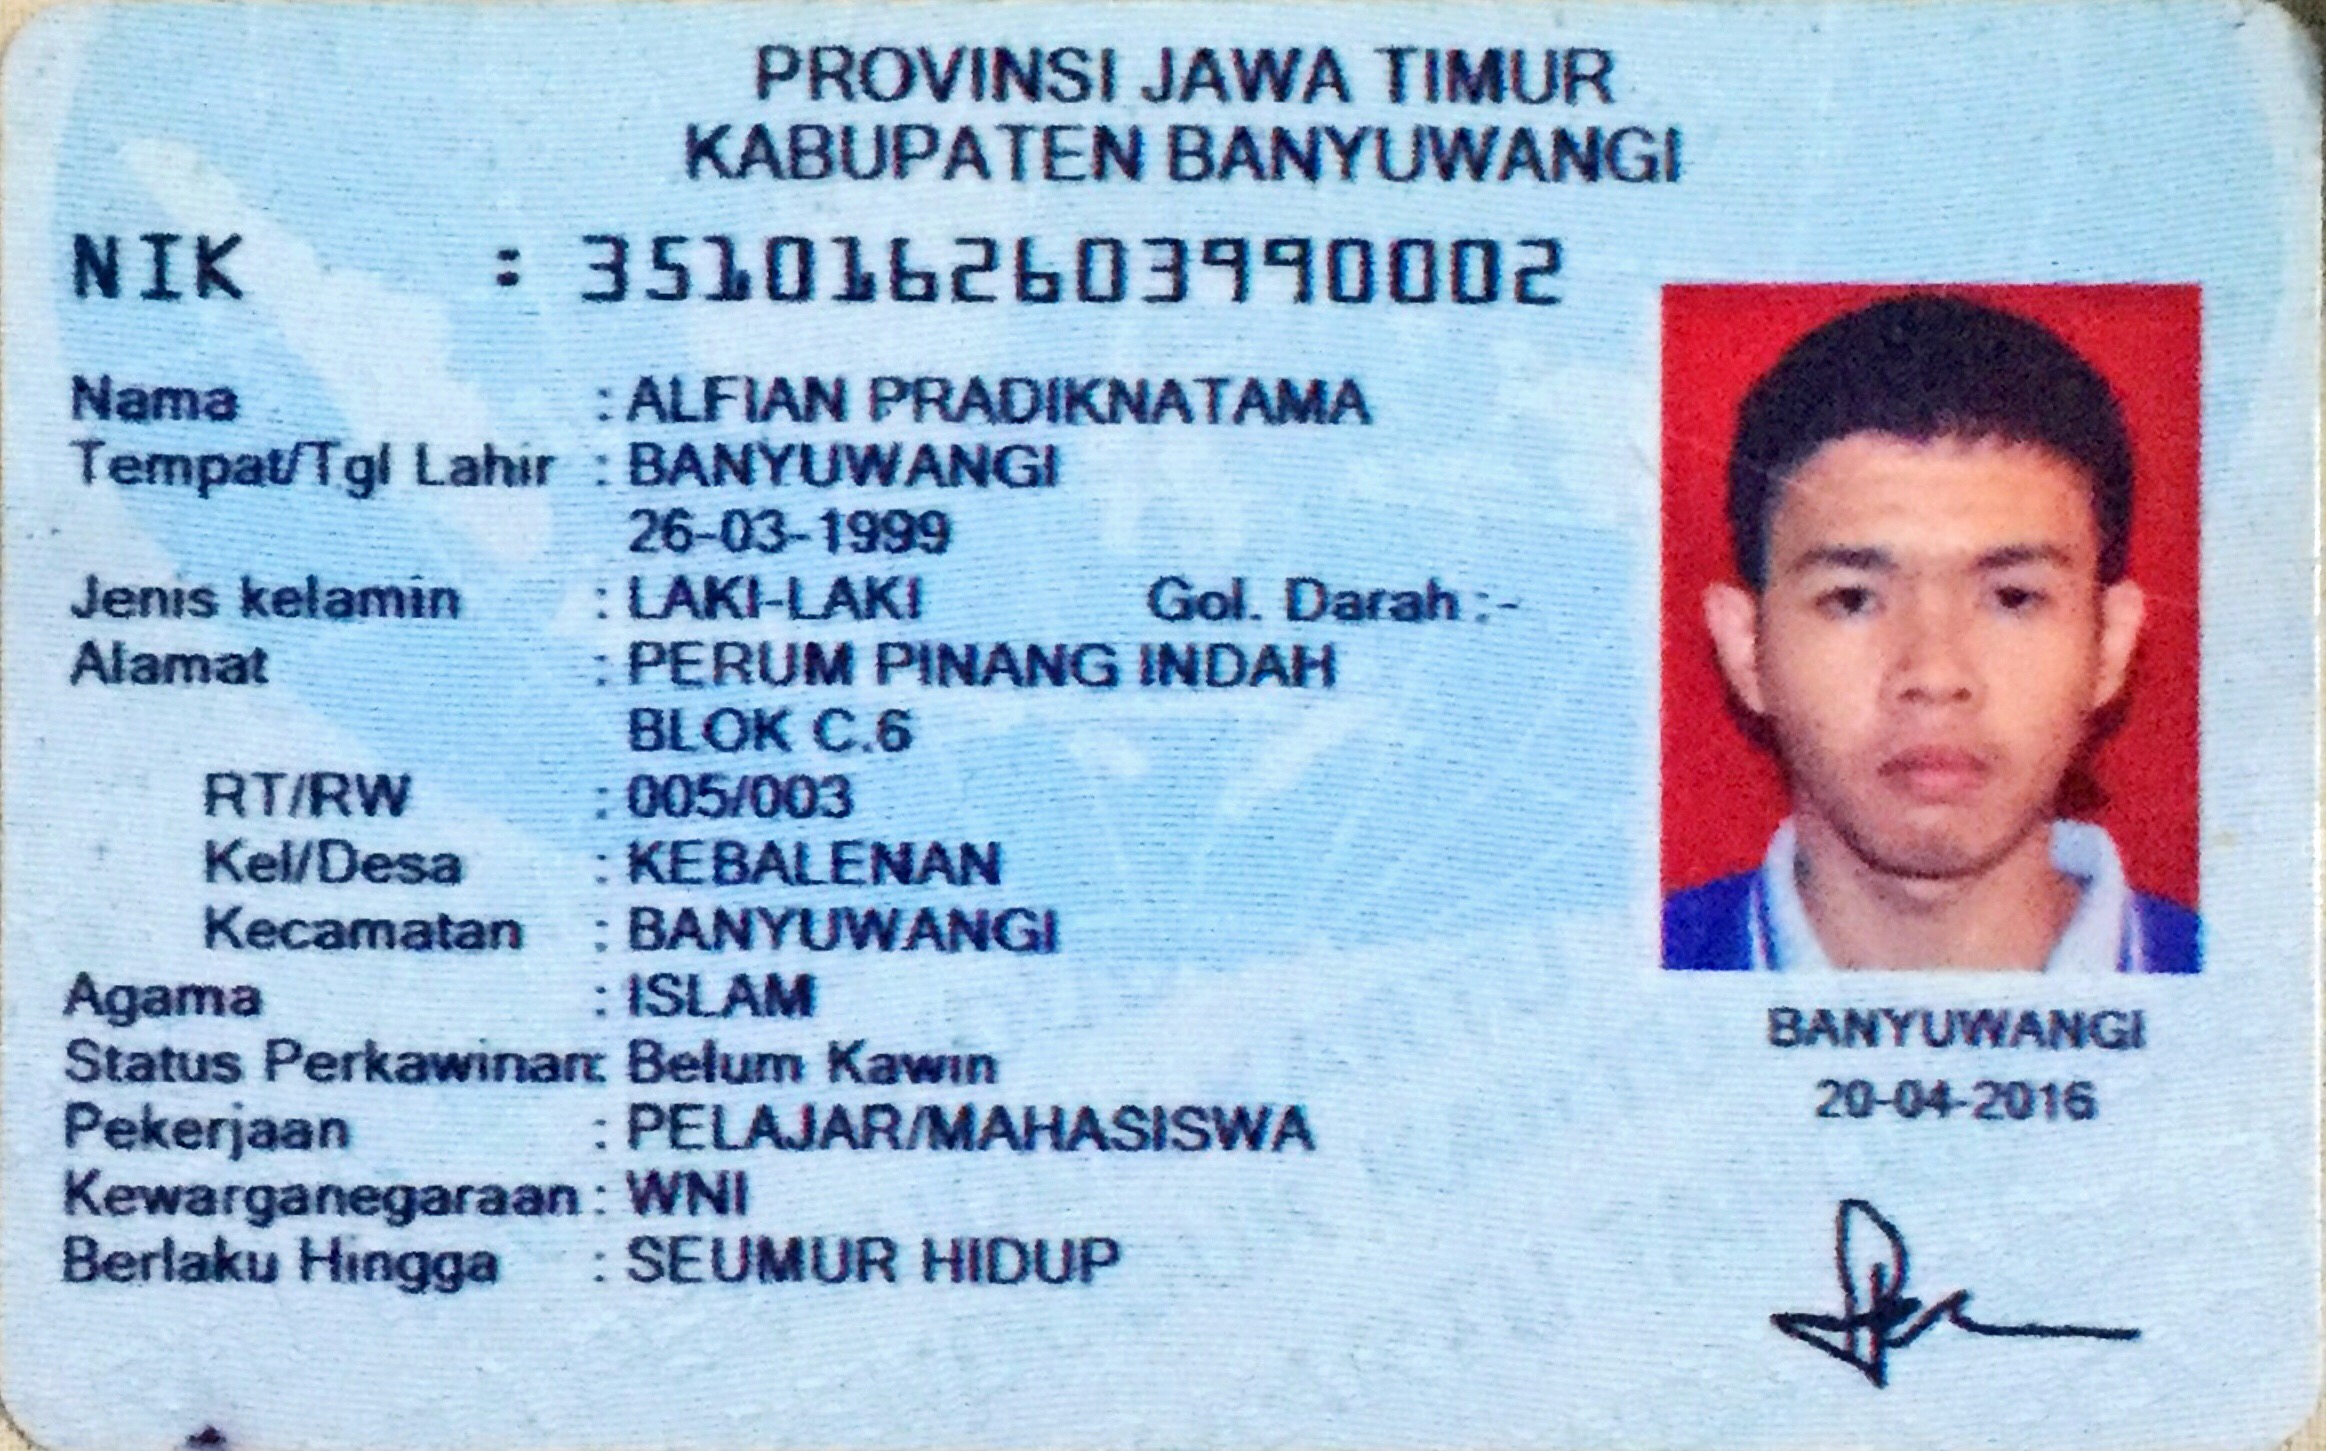 PROVINSI JAWA TIMUR
KABUPATEN BANYUWANGI
NIK : 3510162603990002
Nama : ALFIAN PRADIKNATAMA
Tempat/Tgl Lahir : BANYUWANGI
26-03-1999
Jenis kelamin : LAKI-LAKI Gol. Darah :-
Alamat : PERUM PINANG INDAH
BLOK C.6
RT/RW : 005/003
Kel/Desa : KEBALENAN
Kecamatan : BANYUWANGI
Agama : ISLAM
Status Perkawinan: Belum Kawin
Pekerjaan : PELAJAR/MAHASISWA
Kewarganegaraan : WNI
Berlaku Hingga : SEUMUR HIDUP
BANYUWANGI
20-04-2016